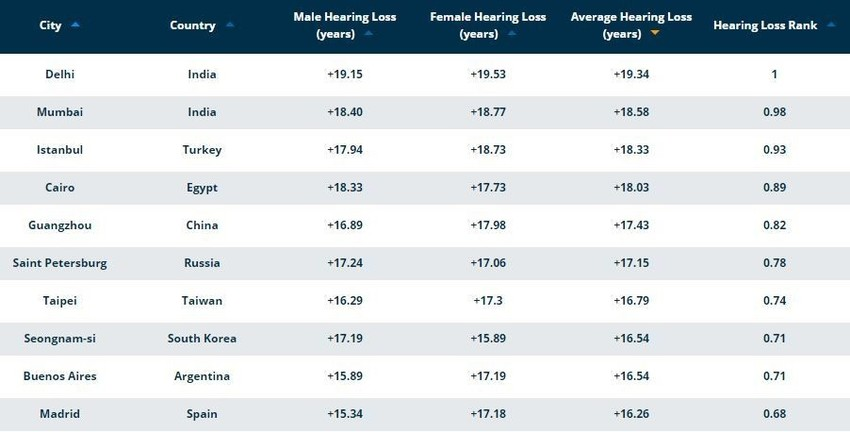 City Country Male Hearing Loss (years) Female Hearing Loss (years) Average Hearing Loss (years) Hearing Loss Rank
Delhi India +19.15 +19.53 +19.34 1
Mumbai India +18.40 +18.77 +18.58 0.98
Istanbul Turkey +17.94 +18.73 +18.33 0.93
Cairo Egypt +18.33 +17.73 +18.03 0.89
Guangzhou China +16.89 +17.98 +17.43 0.82
Saint Petersburg Russia +17.24 +17.06 +17.15 0.78
Taipei Taiwan +16.29 +17.3 +16.79 0.74
Seongnam-si South Korea +17.19 +15.89 +16.54 0.71
Buenos Aires Argentina +15.89 +17.19 +16.54 0.71
Madrid Spain +15.34 +17.18 +16.26 0.68